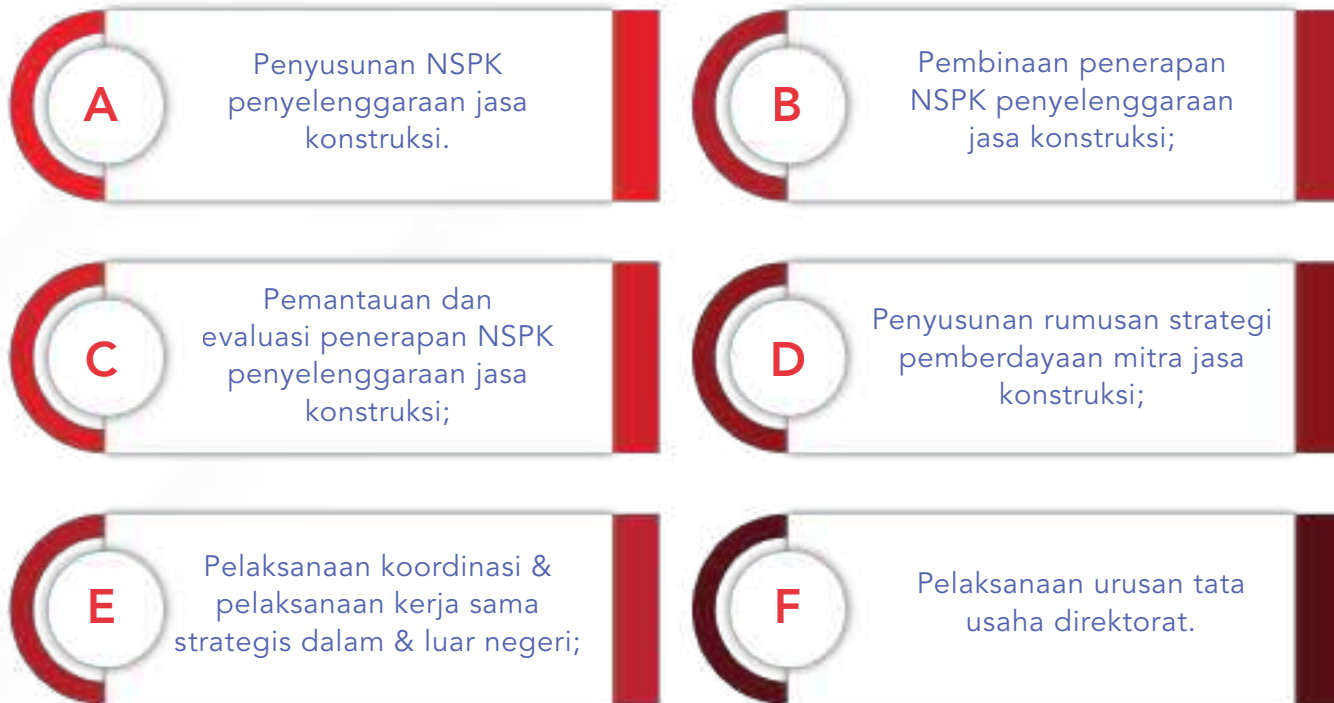 A
Penyusunan NSPK
penyelenggaraan jasa
konstruksi.
B
Pembinaan penerapan
NSPK penyelenggaraan
jasa konstruksi;
C
Pemantauan dan
evaluasi penerapan NSPK
penyelenggaraan jasa
konstruksi;
D
Penyusunan rumusan strategi
pemberdayaan mitra jasa
konstruksi;
E
Pelaksanaan koordinasi &
pelaksanaan kerja sama
strategis dalam & luar negeri;
F
Pelaksanaan urusan tata
usaha direktorat.